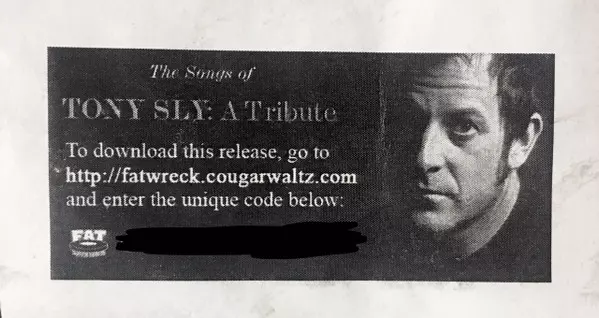 The Songs of
TONY SLY: A Tribute
To download this release, go to
http://fatwreck.cougarwaltz.com
and enter the unique code below:
FAT